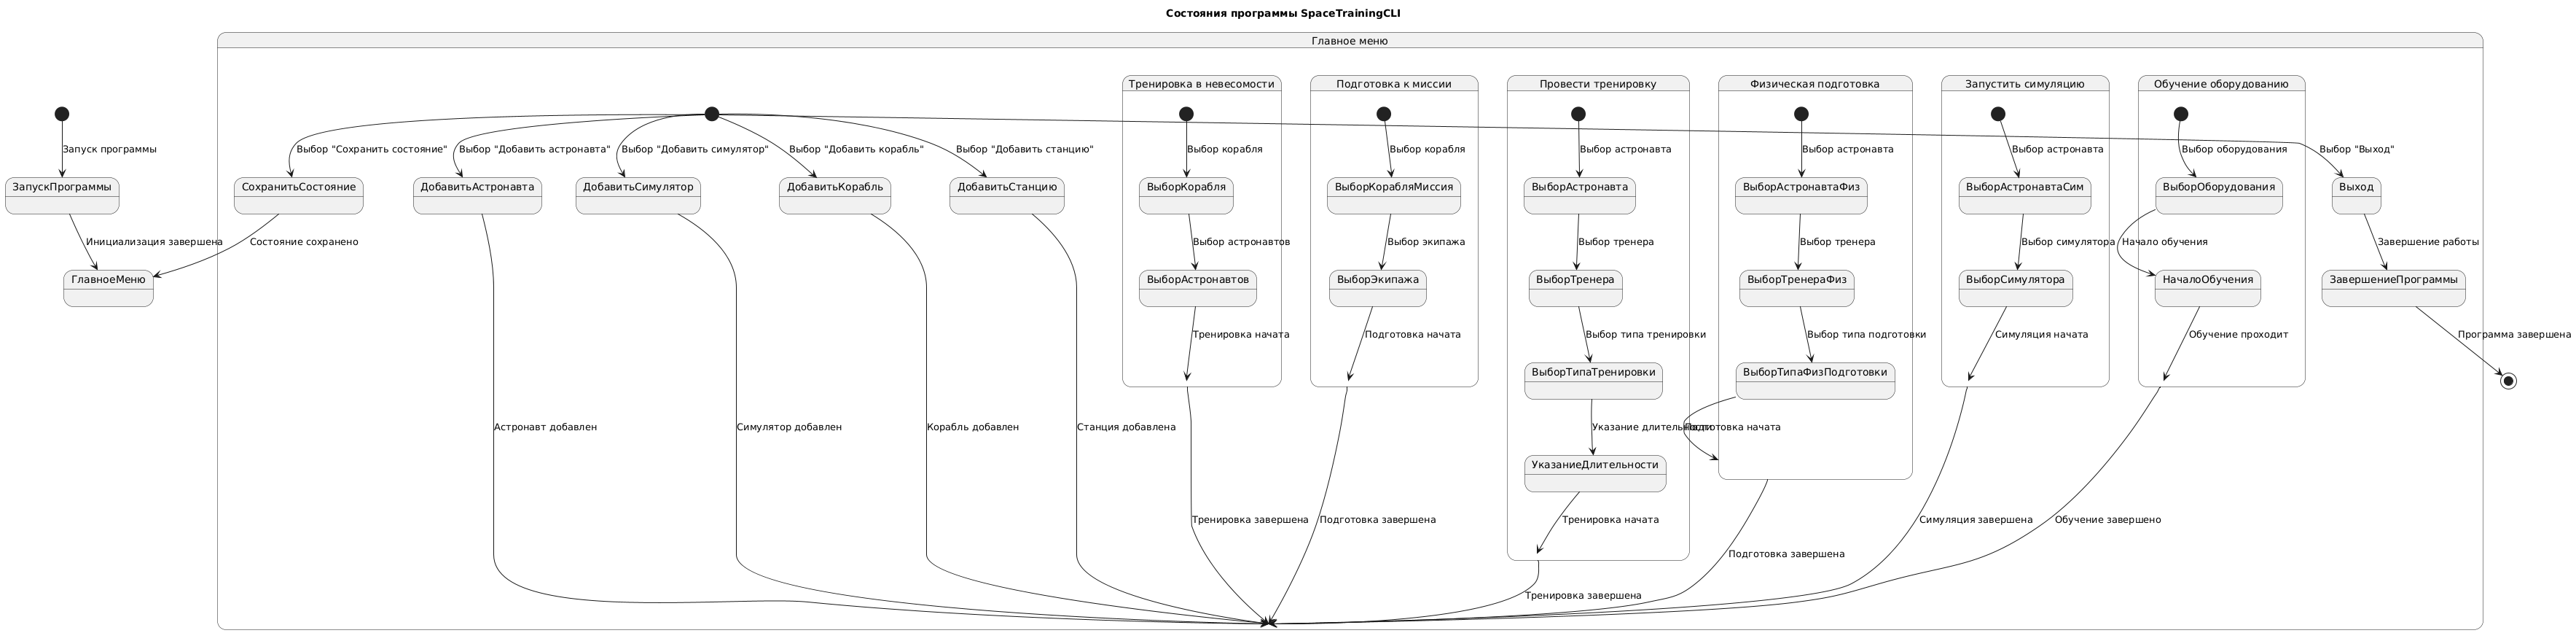 Состояния программы SpaceTrainingCLI
Главное меню
Тренировка в невесомости
Подготовка к миссии
Провести тренировку
Физическая подготовка
Запустить симуляцию
Обучение оборудованию
Запуск программы
Выбор "Сохранить состояние"
Выбор "Добавить астронавта"
Выбор "Добавить симулятор"
Выбор "Добавить корабль"
Выбор "Добавить станцию"
Выбор корабля
Выбор корабля
Выбор астронавта
Выбор астронавта
Выбор астронавта
Выбор оборудования
Выбор "Выход"
ЗапускПрограммы
СохранитьСостояние
ДобавитьАстронавта
ДобавитьСимулятор
ДобавитьКорабль
ДобавитьСтанцию
ВыборКорабля
ВыборКорабляМиссия
ВыборАстронавта
ВыборАстронавтаФиз
ВыборАстронавтаСим
ВыборОборудования
Выход
Инициализация завершена
Состояние сохранено
Выбор астронавтов
Выбор экипажа
Выбор тренера
Выбор тренера
Выбор симулятора
Начало обучения
Завершение работы
ГлавноеМеню
ВыборАстронавтов
ВыборЭкипажа
ВыборТренера
ВыборТренераФиз
ВыборСимулятора
НачалоОбучения
ЗавершениеПрограммы
Тренировка начата
Подготовка начата
Выбор типа тренировки
Выбор типа подготовки
Симуляция начата
Обучение проходит
Программа завершена
ВыборТипаТренировки
ВыборТипаФизПодготовки
Астронавт добавлен
Симулятор добавлен
Корабль добавлен
Станция добавлена
Указание длительности
Подготовка начата
УказаниеДлительности
Тренировка завершена
Подготовка завершена
Тренировка начата
Симуляция завершена
Обучение завершено
Подготовка завершена
Тренировка завершена